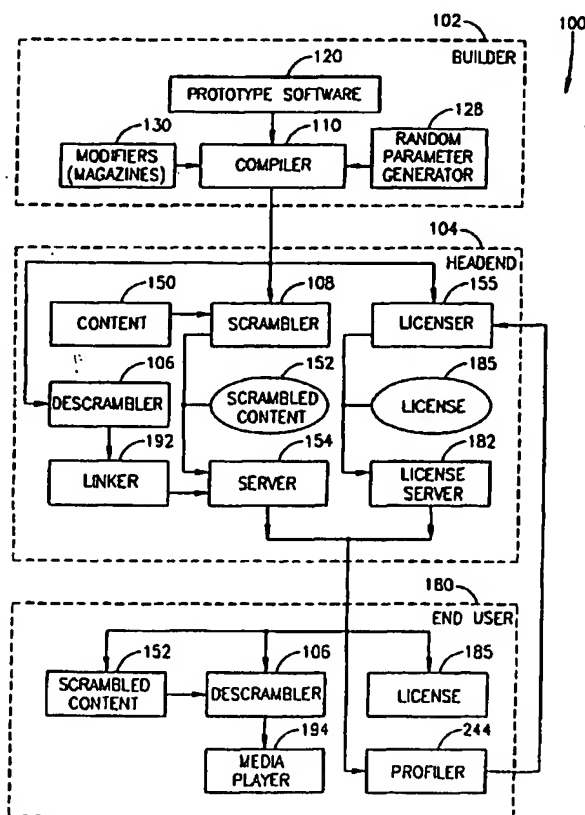 102
100
BUILDER
120
PROTOTYPE SOFTWARE
130
110
128
MODIFIERS
(MAGAZINES)
COMPILER
RANDOM
PARAMETER
GENERATOR
104
HEADEND
150
108
155
CONTENT
SCRAMBLER
LICENSER
106
152
185
DESCRAMBLER
SCRAMBLED
CONTENT
LICENSE
192
154
182
LINKER
SERVER
LICENSE
SERVER
180
END USER
152
106
185
SCRAMBLED
CONTENT
DESCRAMBLER
LICENSE
194
244
MEDIA
PLAYER
PROFILER